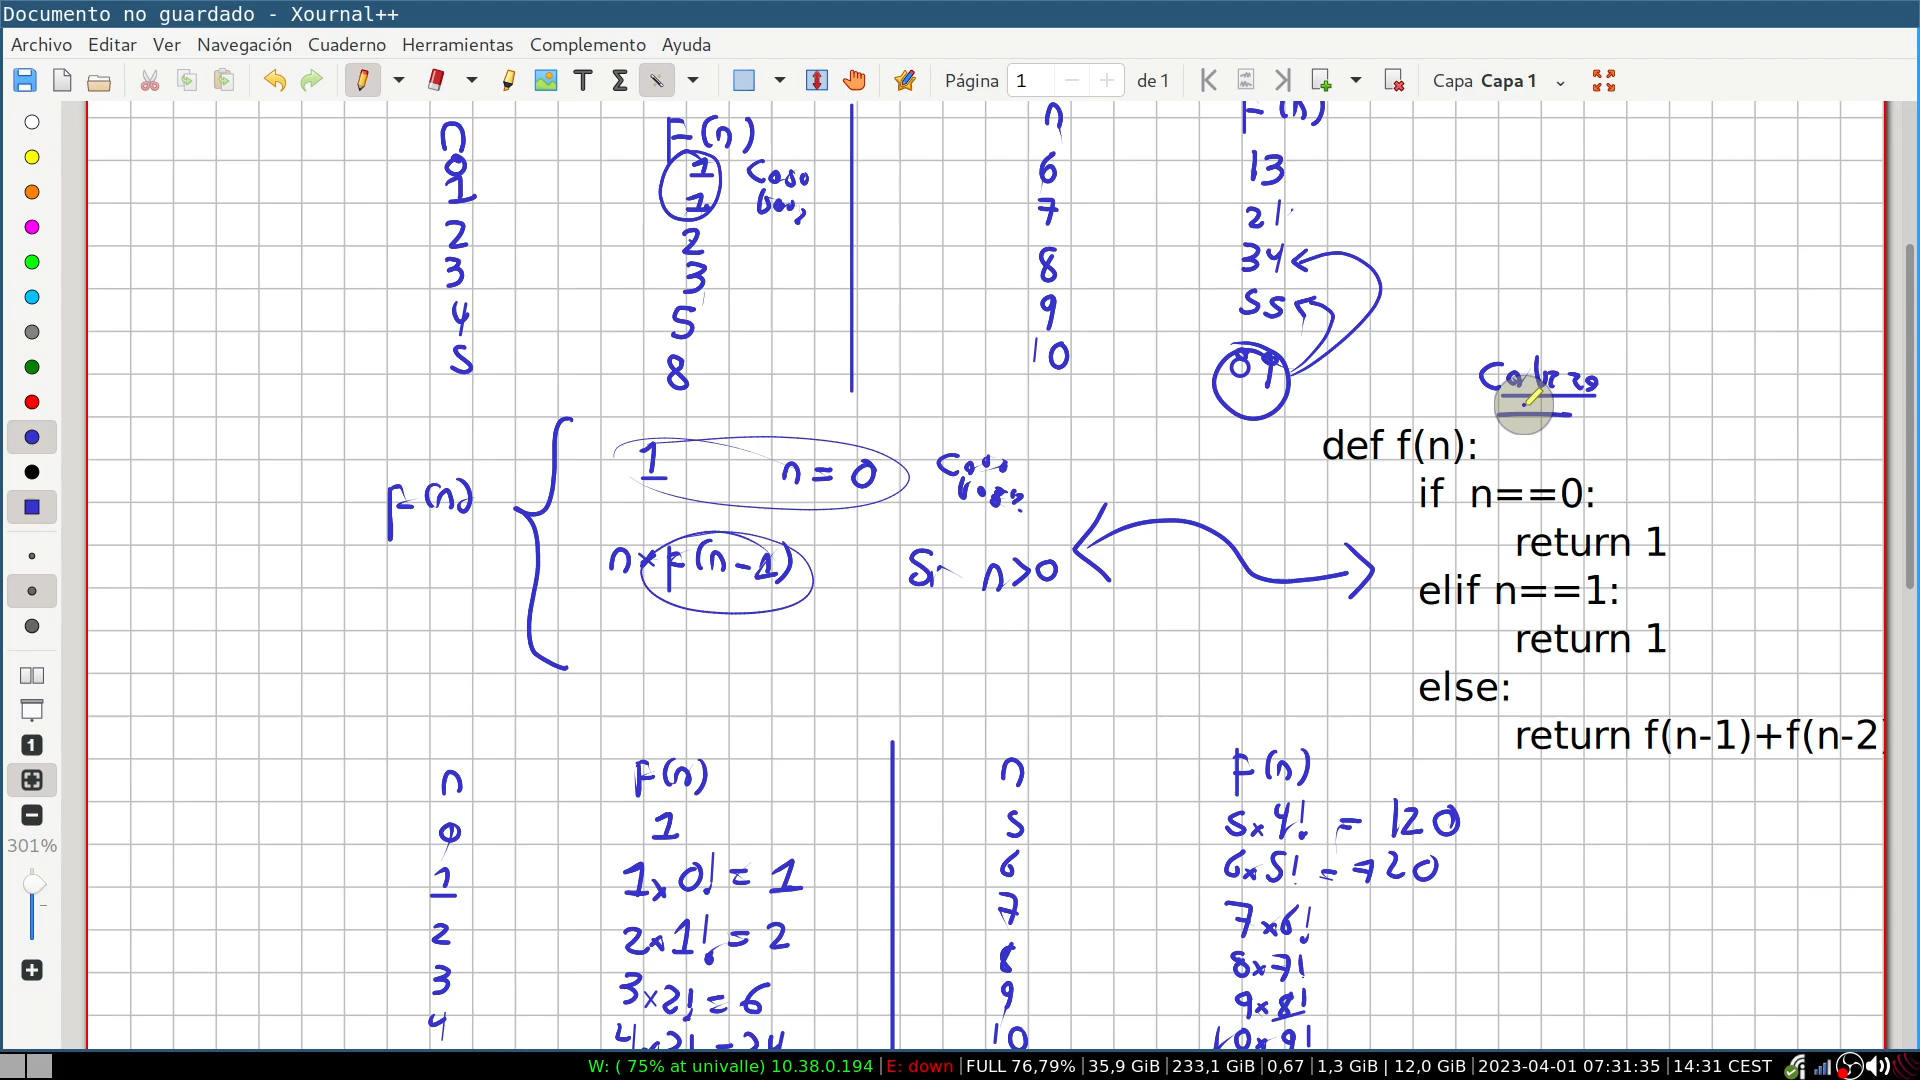 Documento no guardado - Xournal++
Archivo Editar Ver Navegación Cuaderno Herramientas Complemento Ayuda
Página 1 de 1 Capa Capa 1
n F(n) n F(n)
0 1 Caso base 6 13
1 1 7 21
2 2 8 34
3 3 9 55
4 5 10 89
5 8
F(n)
1 n = 0 Caso base
n x F(n-1) Si n>0
def f(n):
if n==0:
return 1
elif n==1:
return 1
else:
return f(n-1)+f(n-2)
n F(n) n F(n)
0 1 5 5x4! = 120
1 1x0! = 1 6 6x5! = 720
2 2x1! = 2 7 7x6!
3 3x2! = 6 8 8x7!
4 4x3! = 24 9 9x8!
10 10x9!
301%
W: ( 75% at univalle) 10.38.0.194 |E: down |FULL 76,79% |35,9 GiB |233,1 GiB |0,67 |1,3 GiB | 12,0 GiB |2023-04-01 07:31:35 |14:31 CEST